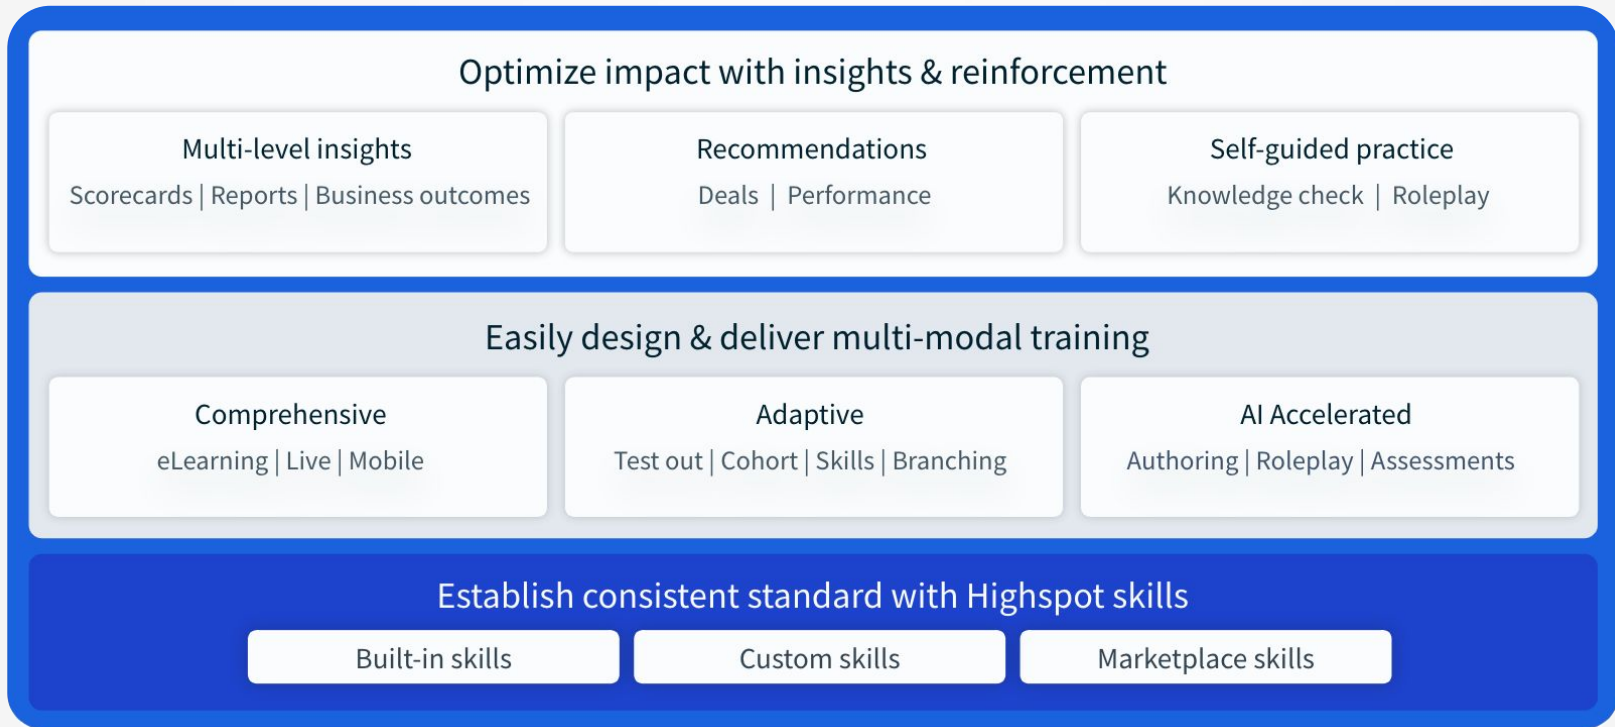 Optimize impact with insights & reinforcement
Multi-level insights
Scorecards | Reports | Business outcomes
Recommendations
Deals | Performance
Self-guided practice
Knowledge check | Roleplay
Easily design & deliver multi-modal training
Comprehensive
eLearning | Live | Mobile
Adaptive
Test out | Cohort | Skills | Branching
AI Accelerated
Authoring | Roleplay | Assessments
Establish consistent standard with Highspot skills
Built-in skills
Custom skills
Marketplace skills